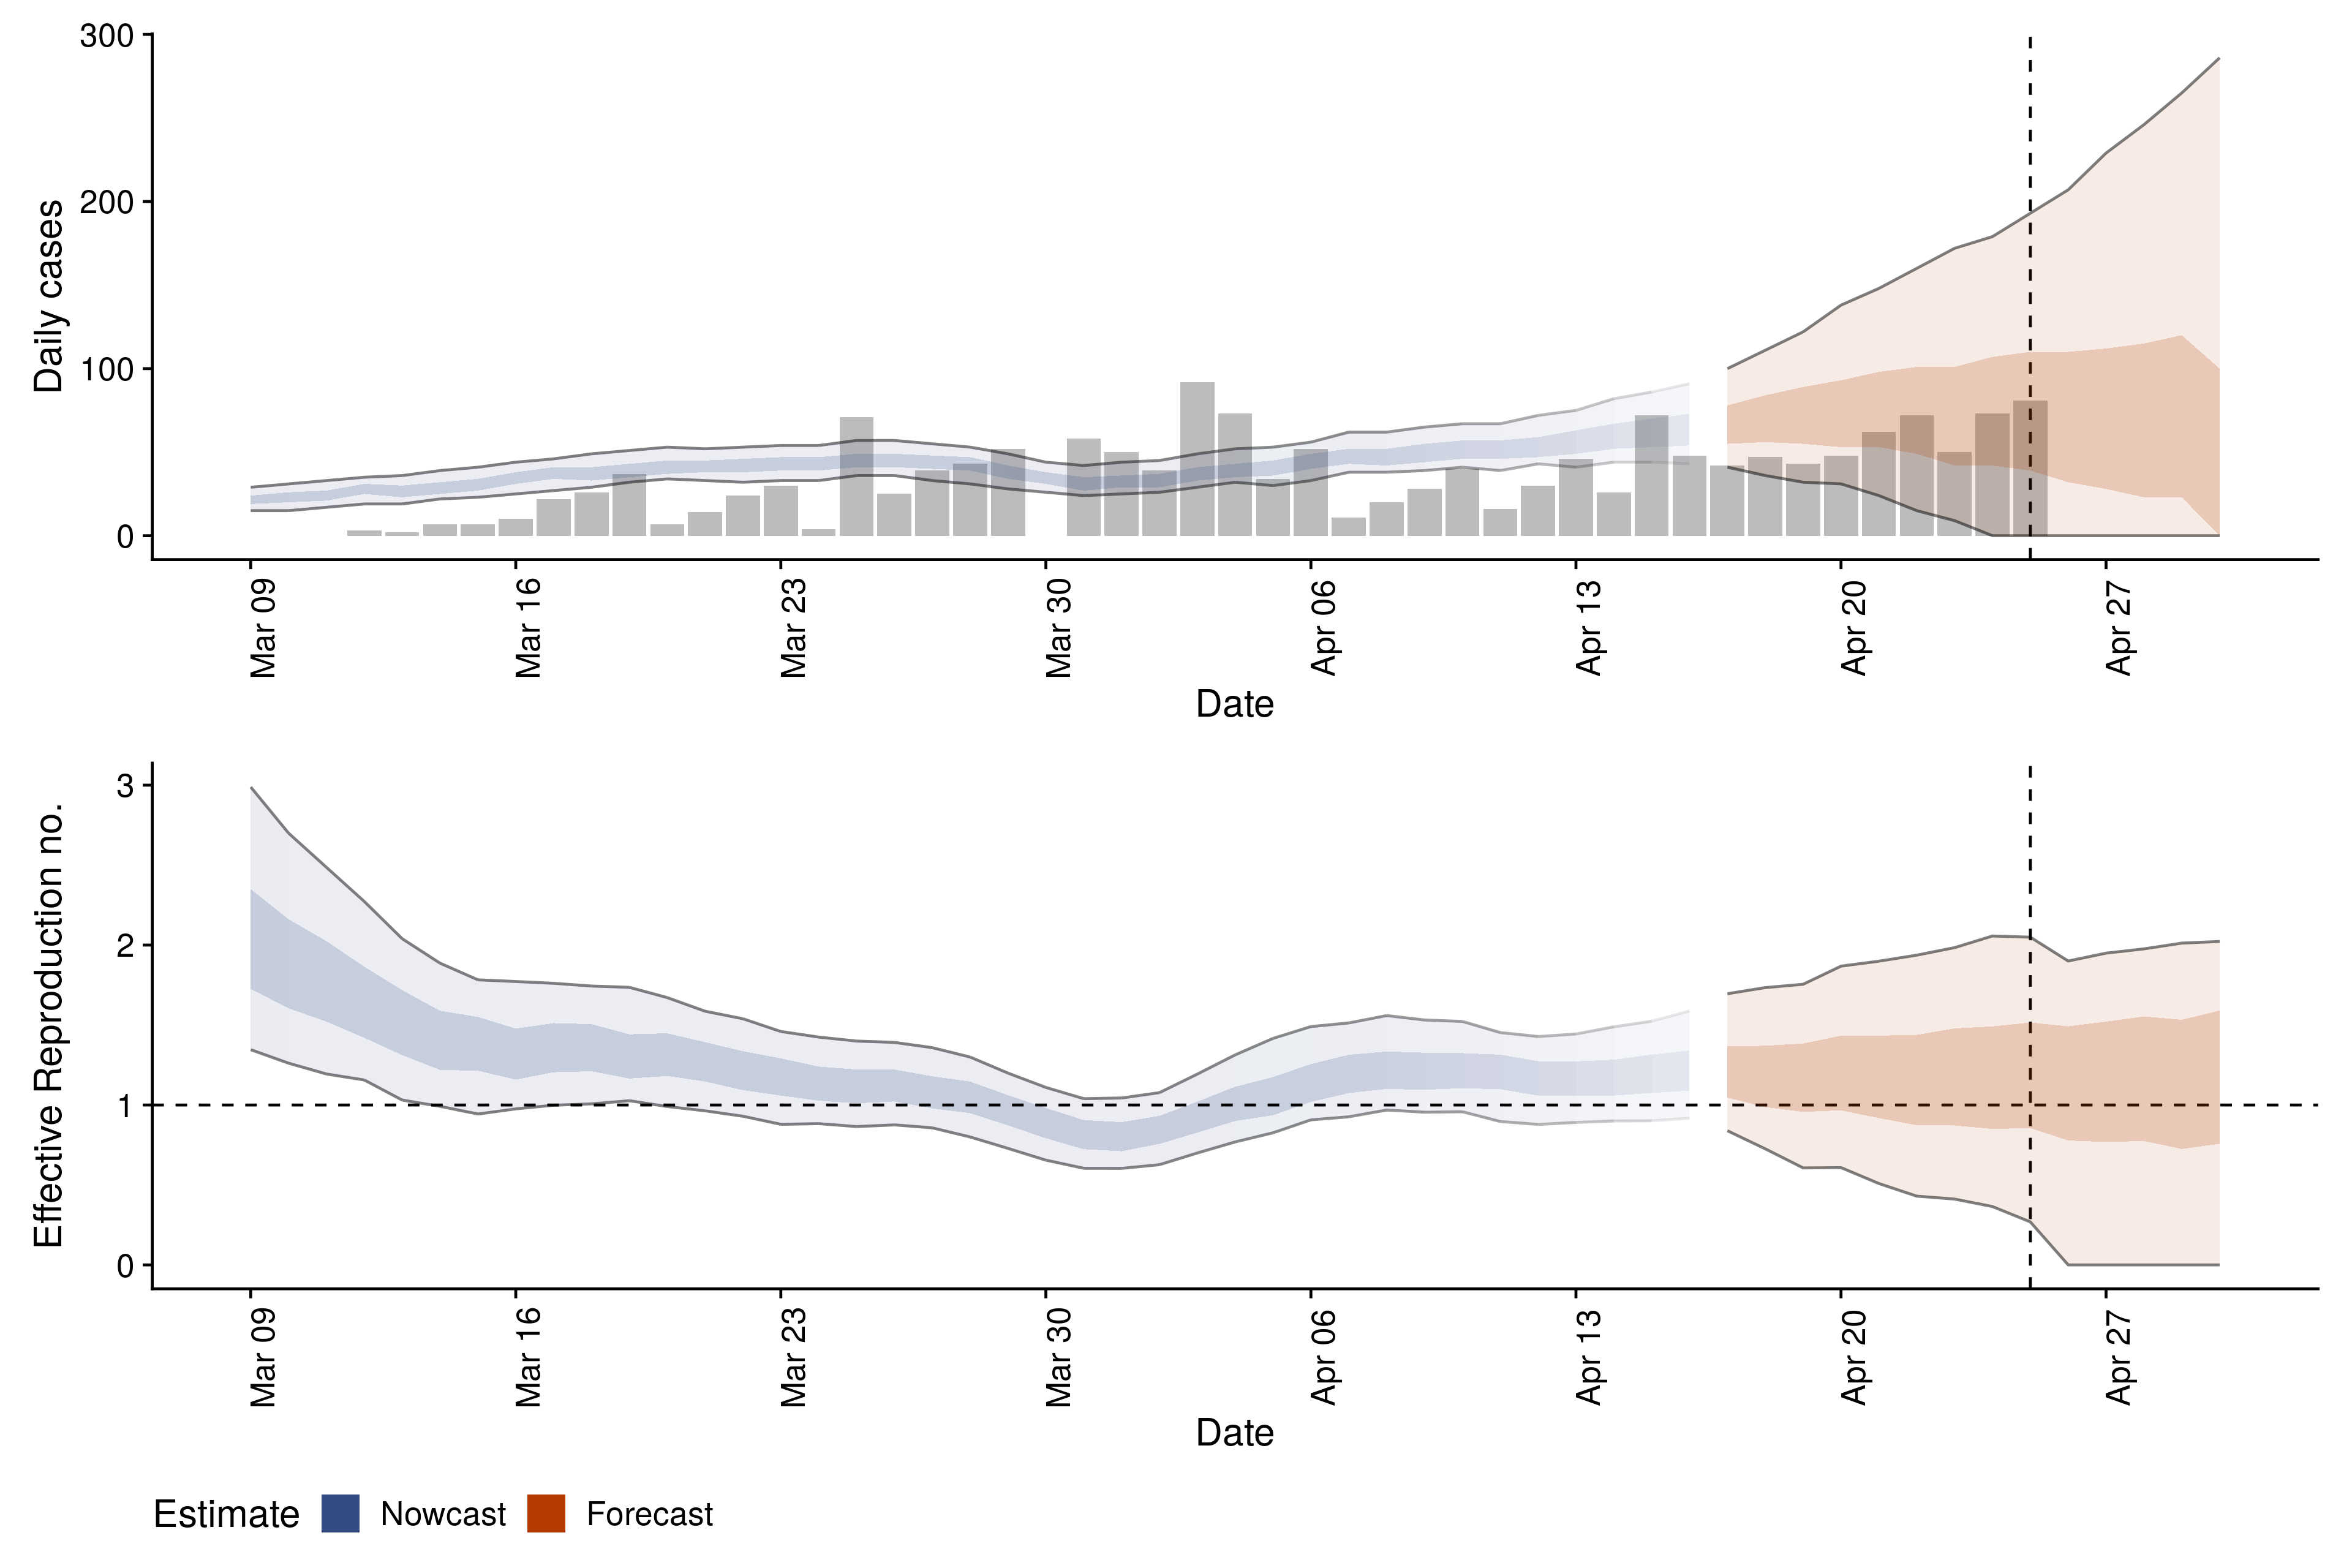 Daily cases
300
200
100
0
Mar 09
Mar 16
Mar 23
Mar 30
Apr 06
Apr 13
Apr 20
Apr 27
Date
Effective Reproduction no.
3
2
1
0
Mar 09
Mar 16
Mar 23
Mar 30
Apr 06
Apr 13
Apr 20
Apr 27
Date
Estimate Nowcast Forecast